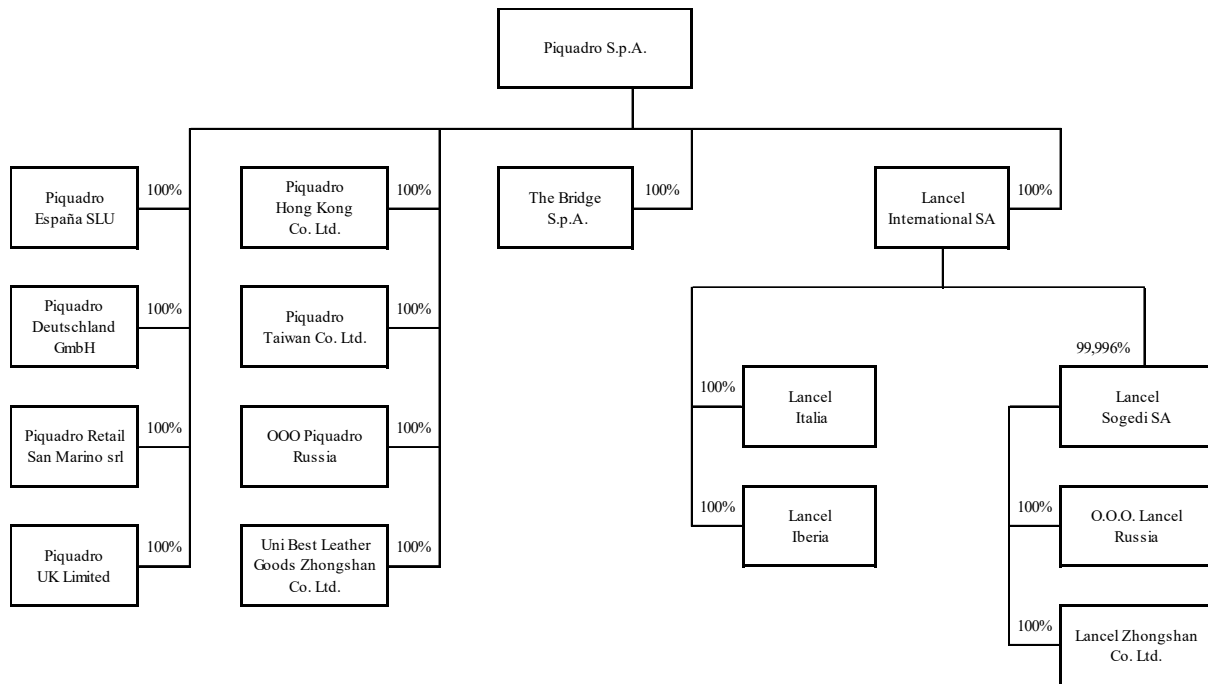 Piquadro S.p.A.
Piquadro
España SLU
100%
Piquadro
Hong Kong
Co. Ltd.
100%
The Bridge
S.p.A.
100%
Lancel
International SA
100%
Piquadro
Deutschland
GmbH
100%
Piquadro
Taiwan Co. Ltd.
100%
99,996%
100%
Lancel
Italia
Lancel
Sogedi SA
Piquadro Retail
San Marino srl
100%
OOO Piquadro
Russia
100%
100%
Lancel
Iberia
100%
O.O.O. Lancel
Russia
Piquadro
UK Limited
100%
Uni Best Leather
Goods Zhongshan
Co. Ltd.
100%
100%
Lancel Zhongshan
Co. Ltd.